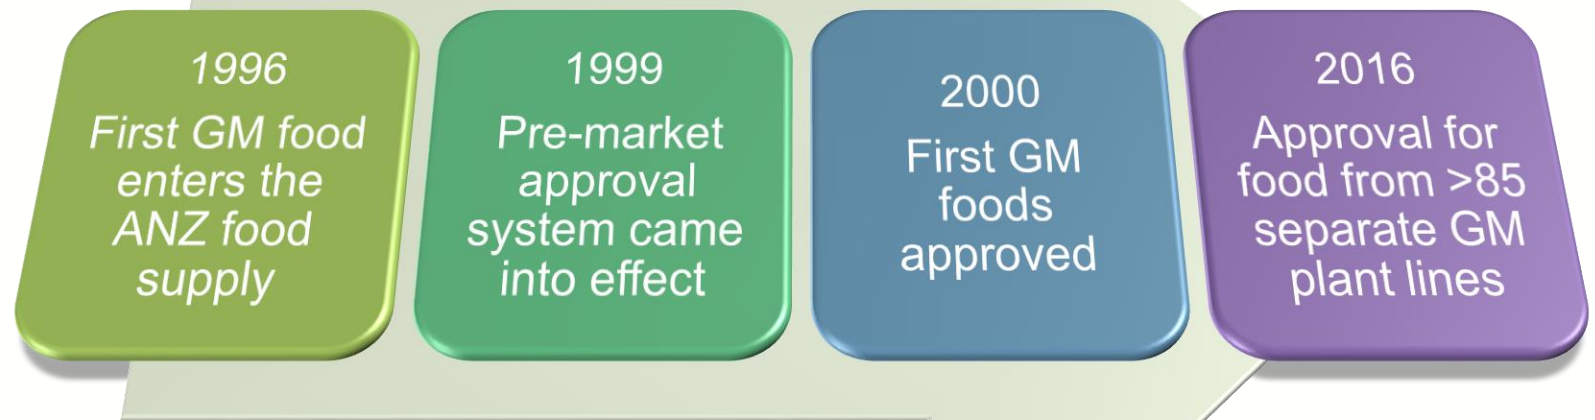 1996
First GM food
enters the
ANZ food
supply
1999
Pre-market
approval
system came
into effect
2000
First GM
foods
approved
2016
Approval for
food from >85
separate GM
plant lines